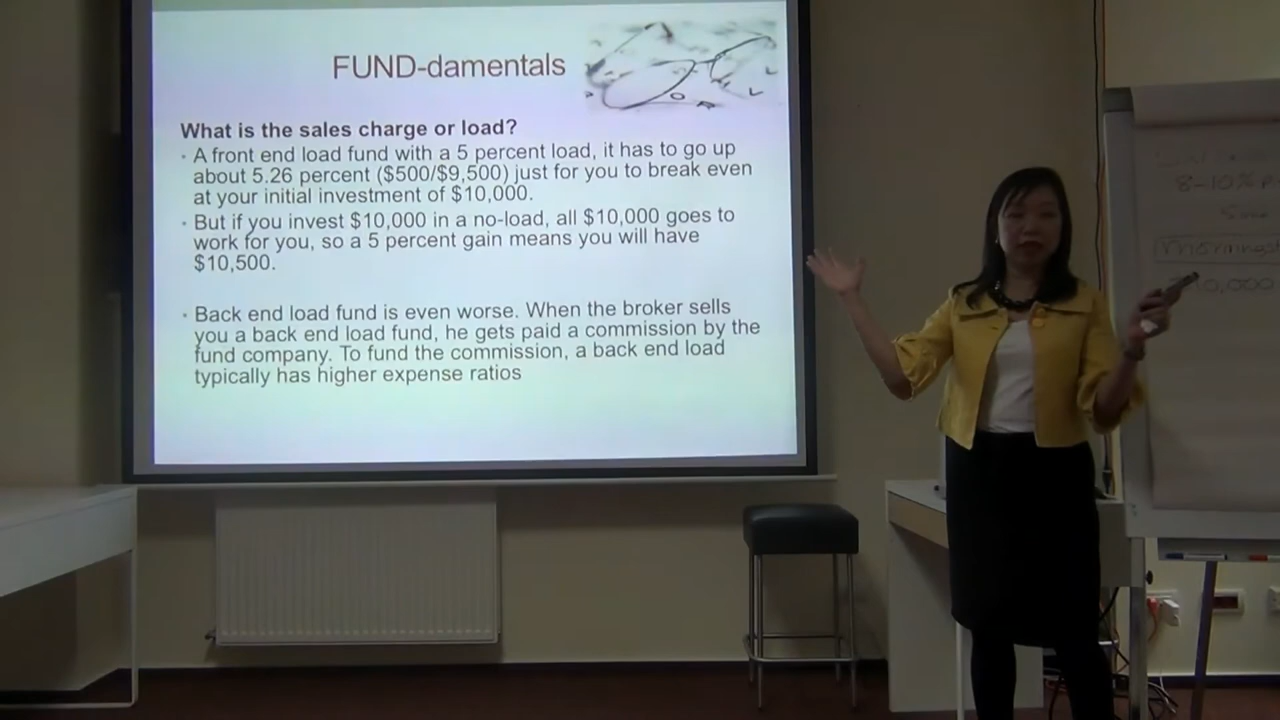 FUND-damentals
What is the sales charge or load?
• A front end load fund with a 5 percent load, it has to go up
about 5.26 percent ($500/$9,500) just for you to break even
at your initial investment of $10,000.
• But if you invest $10,000 in a no-load, all $10,000 goes to
work for you, so a 5 percent gain means you will have
$10,500.
• Back end load fund is even worse. When the broker sells
you a back end load fund, he gets paid a commission by the
fund company. To fund the commission, a back end load
typically has higher expense ratios
8-10%
10,000